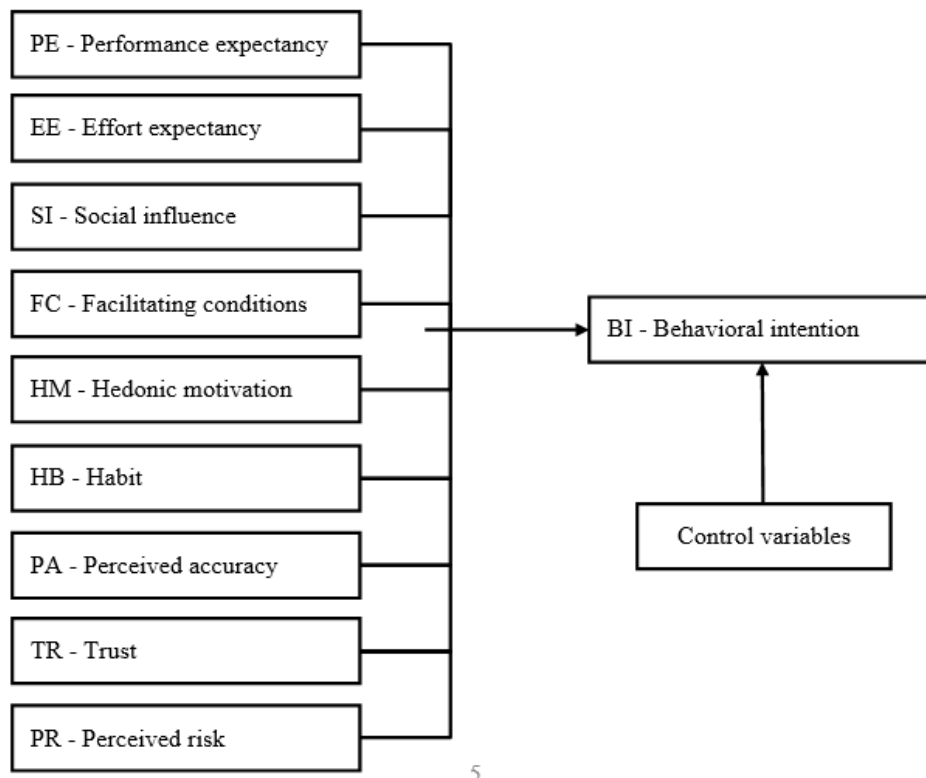 PE - Performance expectancy
EE - Effort expectancy
SI - Social influence
FC - Facilitating conditions
BI - Behavioral intention
HM - Hedonic motivation
HB - Habit
Control variables
PA - Perceived accuracy
TR - Trust
PR - Perceived risk
5